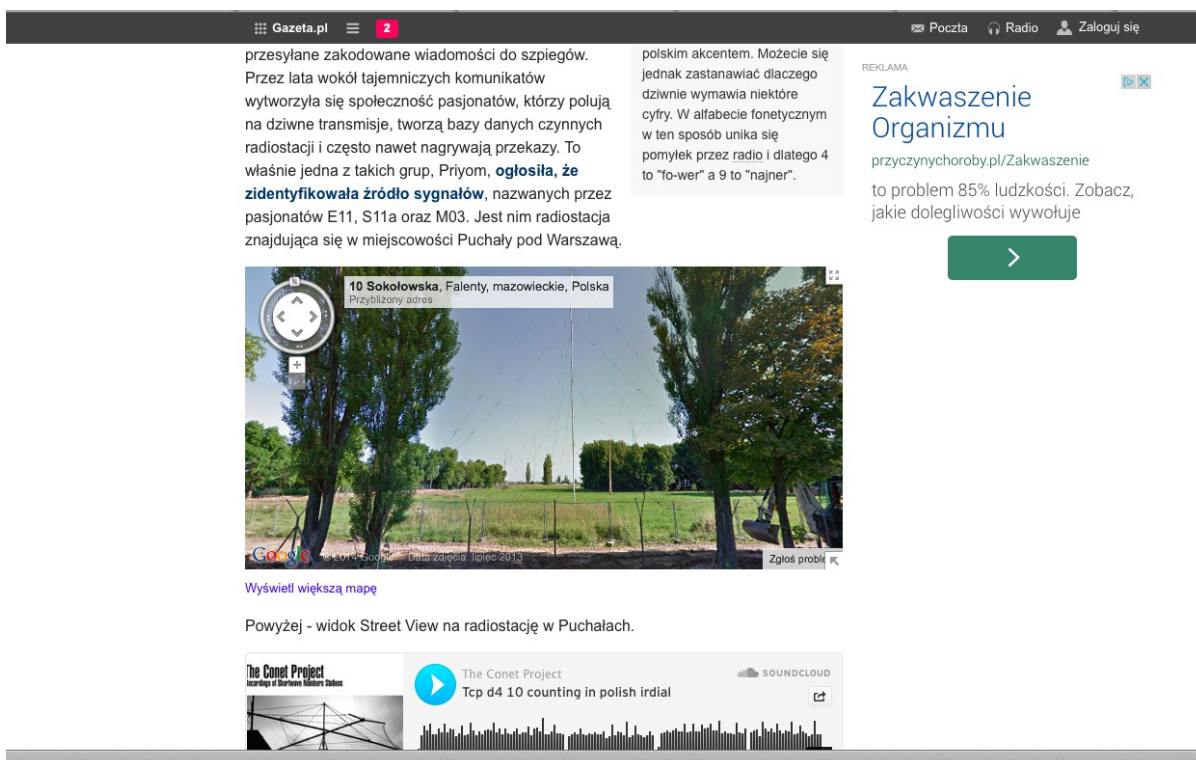 Gazeta.pl
2
Poczta
Radio
Zaloguj się
przesyłane zakodowane wiadomości do szpiegów.
Przez lata wokół tajemniczych komunikatów
wytworzyła się społeczność pasjonatów, którzy polują
na dziwne transmisje, tworzą bazy danych czynnych
radiostacji i często nawet nagrywają przekazy. To
właśnie jedna z takich grup, Priyom, ogłosiła, że
zidentyfikowała źródło sygnałów, nazwanych przez
pasjonatów E11, S11a oraz M03. Jest nim radiostacja
znajdująca się w miejscowości Puchały pod Warszawą.
polskim akcentem. Możecie się
jednak zastanawiać dlaczego
dziwnie wymawia niektóre
cyfry. W alfabecie fonetycznym
w ten sposób unika się
pomyłek przez radio i dlatego 4
to "fo-wer" a 9 to "najner".
REKLAMA
Zakwaszenie
Organizmu
przyczynychoroby.pl/Zakwaszenie
to problem 85% ludzkości. Zobacz,
jakie dolegliwości wywołuje
10 Sokołowska, Falenty, mazowieckie, Polska
Przybliżony adres
N
Google © 2014 Google Data zdjęcia: lipiec 2013
Zgłoś proble
Wyświetl większą mapę
Powyżej - widok Street View na radiostację w Puchałach.
The Conet Project
Recordings of Shortwave Numbers Stations
The Conet Project
Tcp d4 10 counting in polish irdial
SOUNDCLOUD